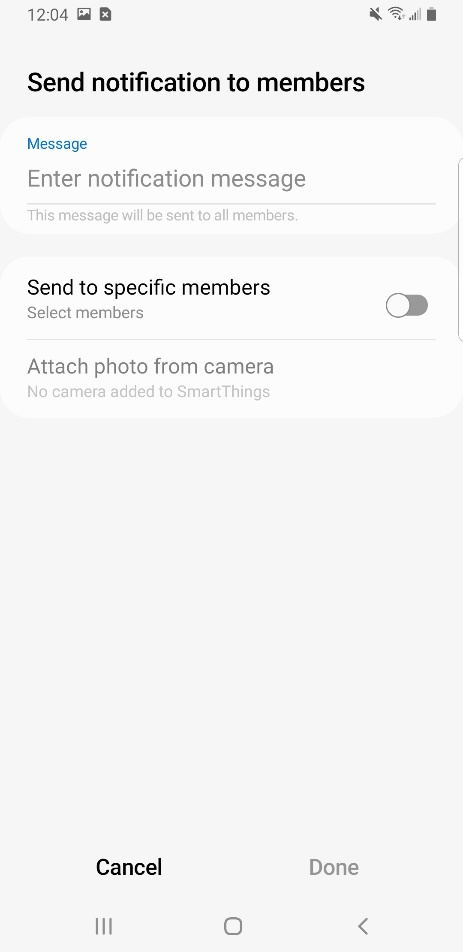 12:04
Send notification to members
Message
Enter notification message
This message will be sent to all members.
Send to specific members
Select members
Attach photo from camera
No camera added to SmartThings
Cancel
Done